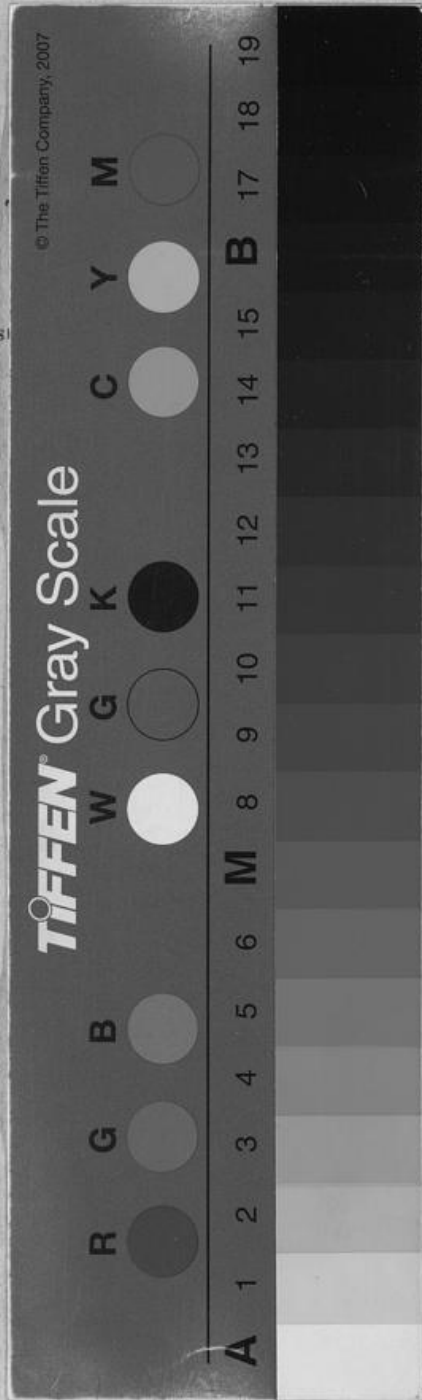 © The Tiffen Company, 2007
TIFFEN® Gray Scale
R G B W G K C Y M
A 1 2 3 4 5 6 M 8 9 10 11 12 13 14 15 B 17 18 19